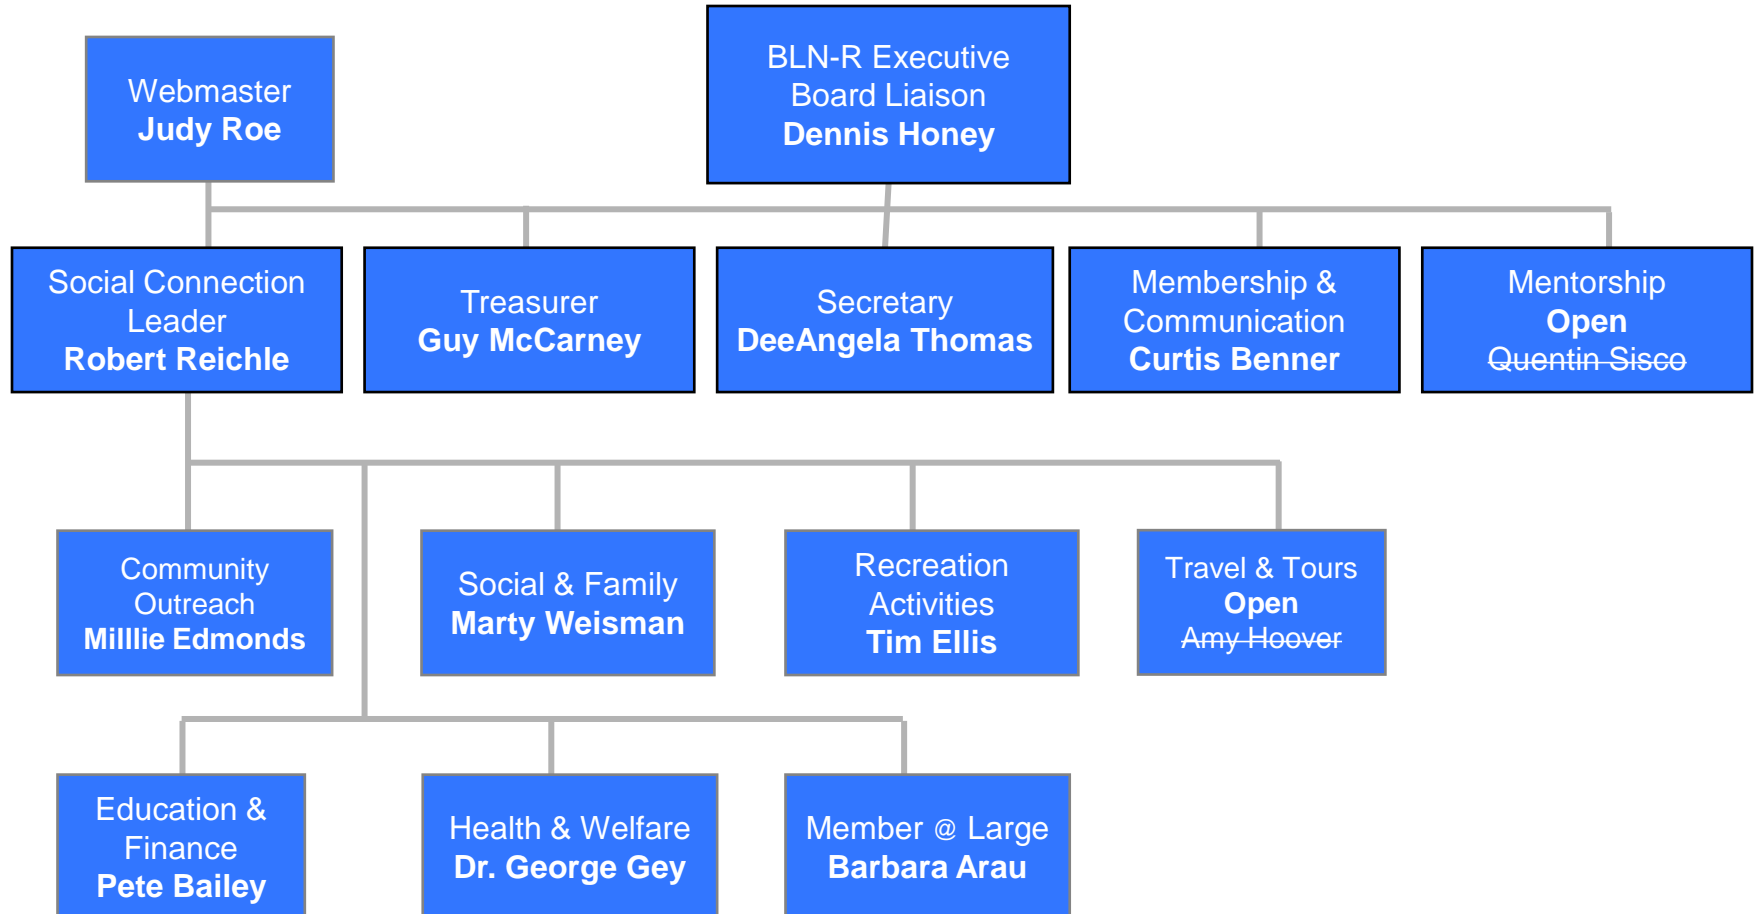 Webmaster
Judy Roe
BLN-R Executive
Board Liaison
Dennis Honey
Social Connection
Leader
Robert Reichle
Treasurer
Guy McCarney
Secretary
DeeAngela Thomas
Membership &
Communication
Curtis Benner
Mentorship
Open
Quentin Sisco
Community
Outreach
Milllie Edmonds
Social & Family
Marty Weisman
Recreation
Activities
Tim Ellis
Travel & Tours
Open
Amy Hoover
Education &
Finance
Pete Bailey
Health & Welfare
Dr. George Gey
Member @ Large
Barbara Arau